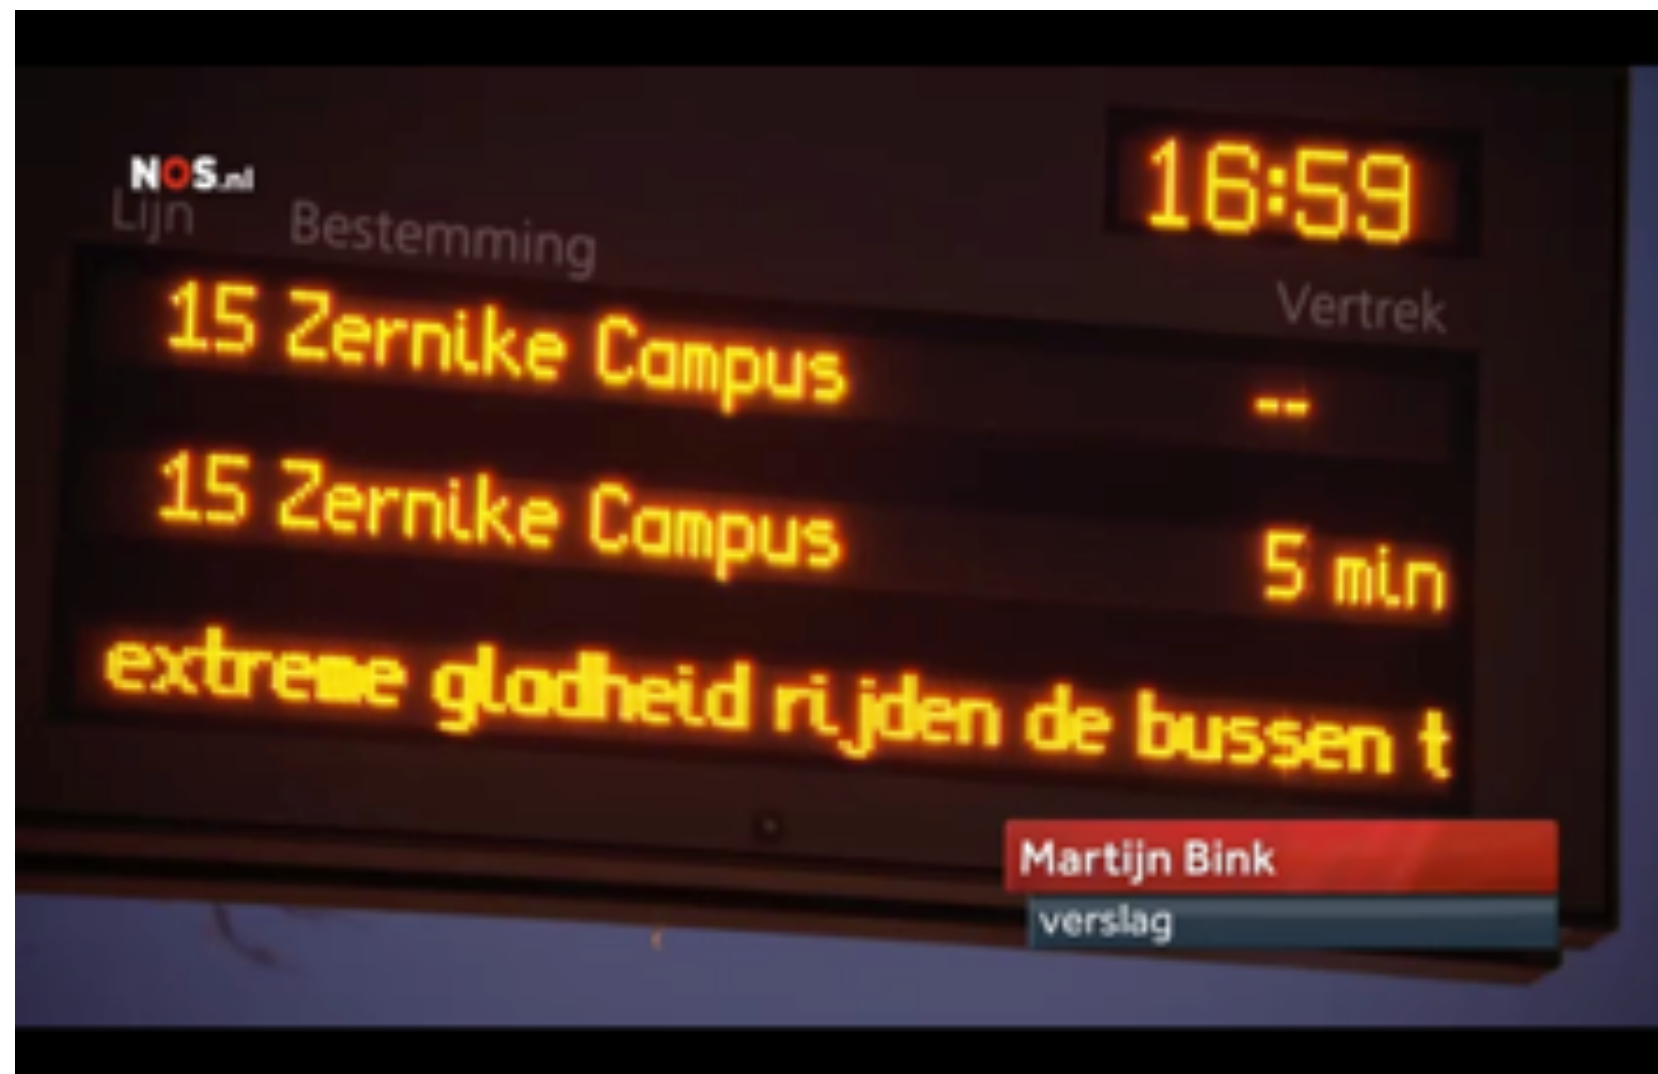 NOS.nl
16:59
Lijn Bestemming Vertrek
15 Zernike Campus --
15 Zernike Campus 5 min
extreme gladheid rijden de bussen t
Martijn Bink
verslag